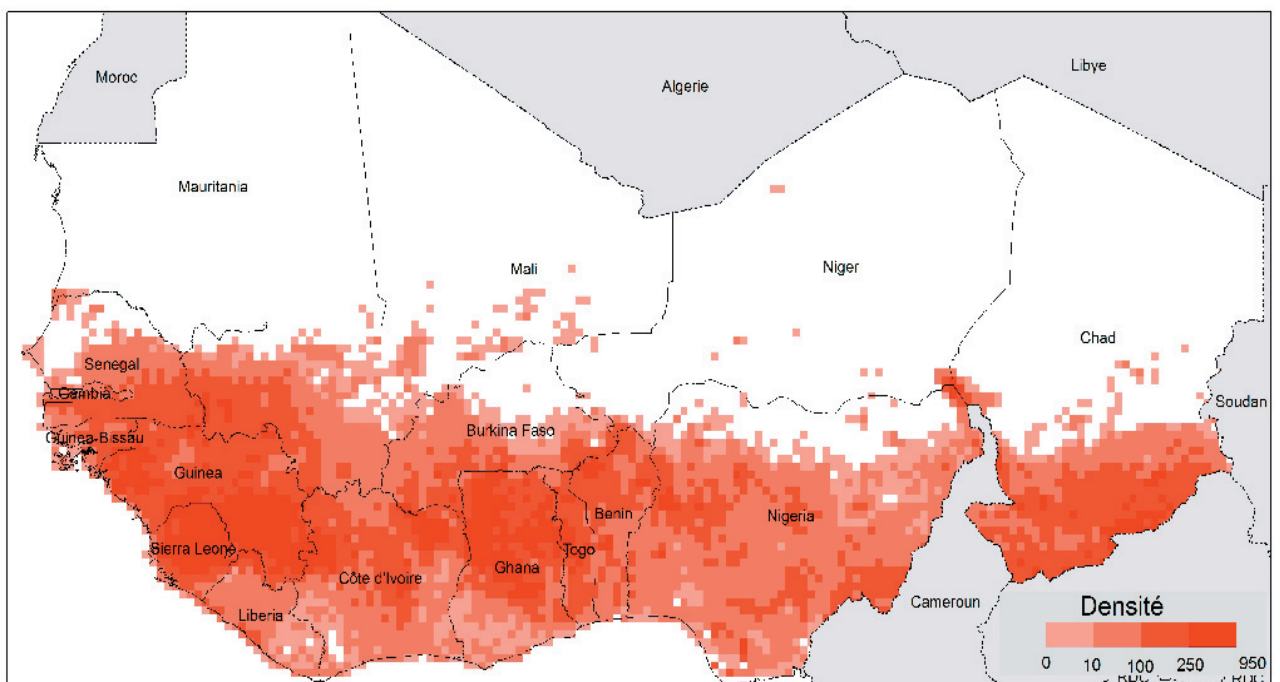 Moroc
Algerie
Libye
Mauritania
Mali
Niger
Chad
Senegal
Gambia
Soudan
Guinea-Bissau
Burkina Faso
Guinea
Benin
Nigeria
Sierra Leone
Togo
Ghana
Côte d'Ivoire
Liberia
Cameroun
Densité
0 10 100 250 950